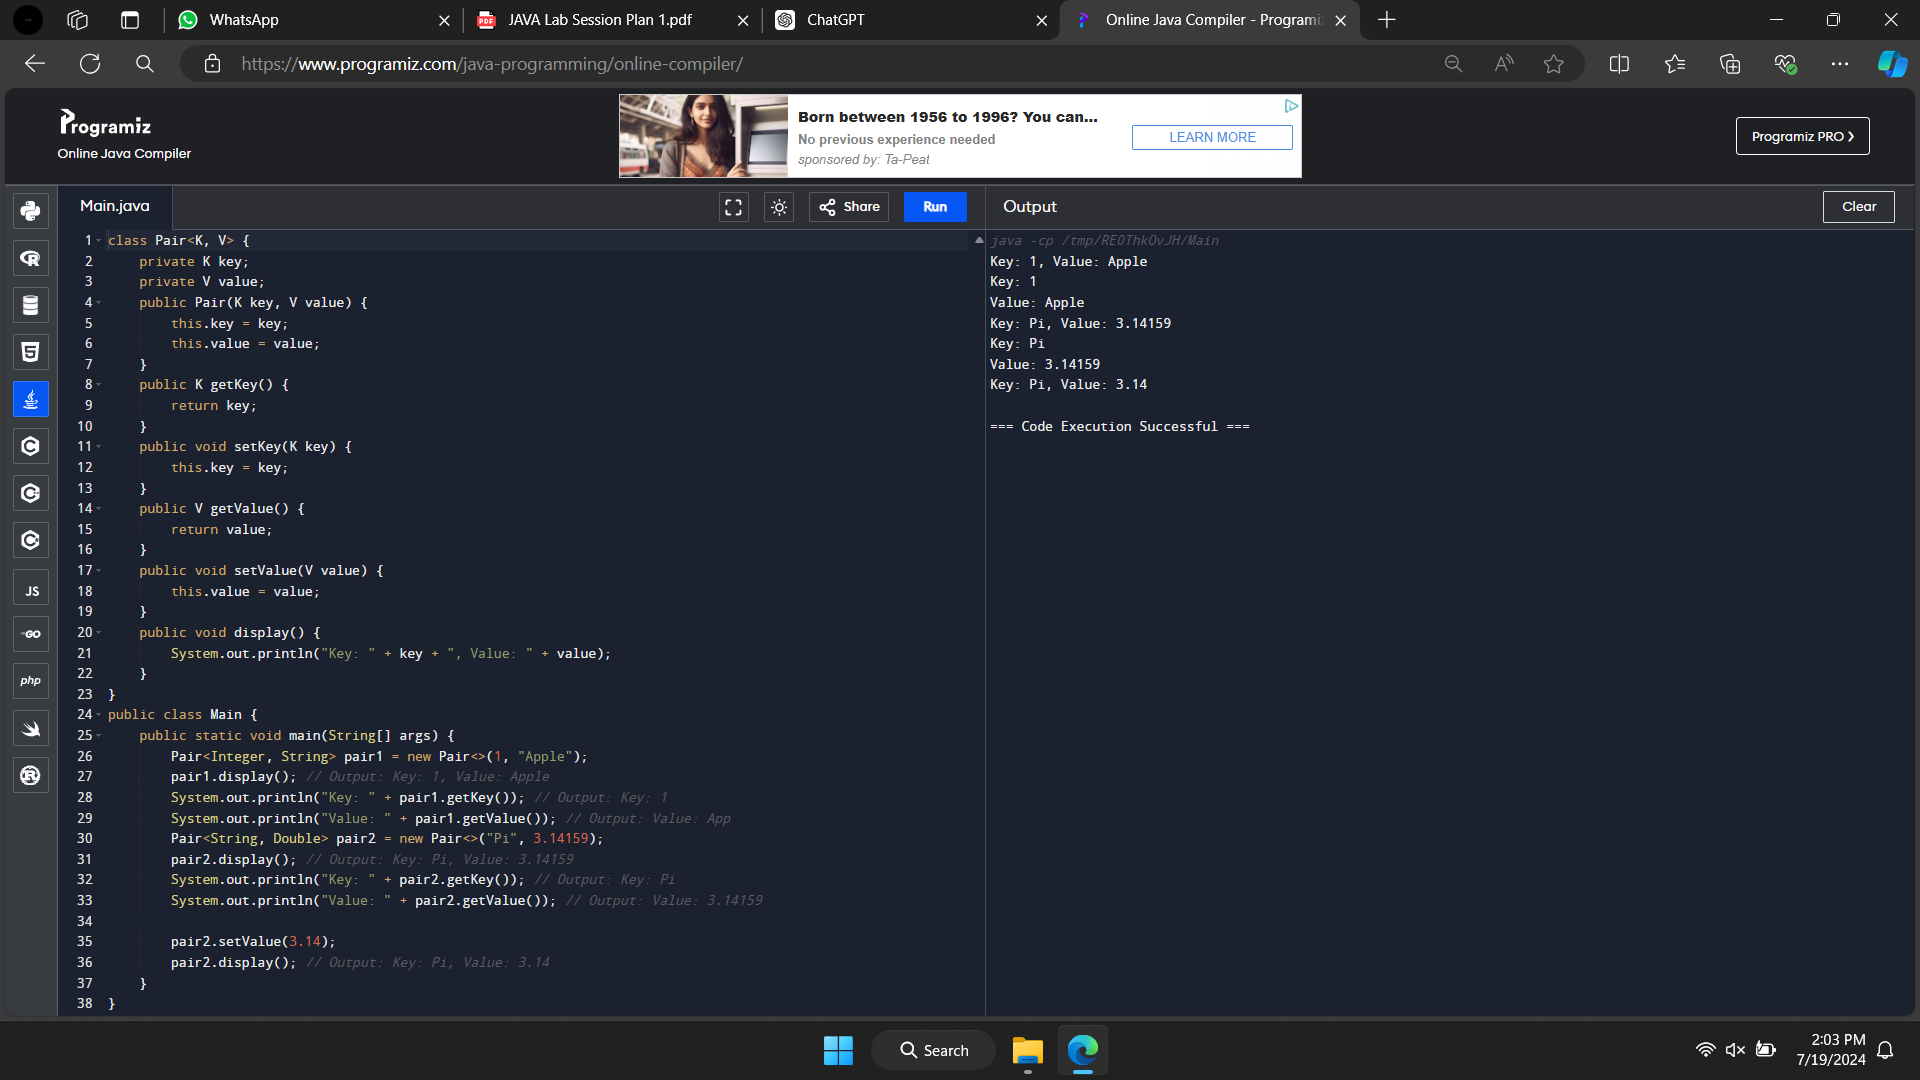 WhatsApp
JAVA Lab Session Plan 1.pdf
ChatGPT
Online Java Compiler - Programiz
https://www.programiz.com/java-programming/online-compiler/
Programiz
Online Java Compiler
Born between 1956 to 1996? You can...
No previous experience needed
sponsored by: Ta-Peat
LEARN MORE
Programiz PRO ❯
Main.java
Share
Run
Output
Clear
1 class Pair<K, V> {
2     private K key;
3     private V value;
4     public Pair(K key, V value) {
5         this.key = key;
6         this.value = value;
7     }
8     public K getKey() {
9         return key;
10     }
11     public void setKey(K key) {
12         this.key = key;
13     }
14     public V getValue() {
15         return value;
16     }
17     public void setValue(V value) {
18         this.value = value;
19     }
20     public void display() {
21         System.out.println("Key: " + key + ", Value: " + value);
22     }
23 }
24 public class Main {
25     public static void main(String[] args) {
26         Pair<Integer, String> pair1 = new Pair<>(1, "Apple");
27         pair1.display(); // Output: Key: 1, Value: Apple
28         System.out.println("Key: " + pair1.getKey()); // Output: Key: 1
29         System.out.println("Value: " + pair1.getValue()); // Output: Value: App
30         Pair<String, Double> pair2 = new Pair<>("Pi", 3.14159);
31         pair2.display(); // Output: Key: Pi, Value: 3.14159
32         System.out.println("Key: " + pair2.getKey()); // Output: Key: Pi
33         System.out.println("Value: " + pair2.getValue()); // Output: Value: 3.14159
34
35         pair2.setValue(3.14);
36         pair2.display(); // Output: Key: Pi, Value: 3.14
37     }
38 }
java -cp /tmp/REOThkOvJH/Main
Key: 1, Value: Apple
Key: 1
Value: Apple
Key: Pi, Value: 3.14159
Key: Pi
Value: 3.14159
Key: Pi, Value: 3.14
=== Code Execution Successful ===
JS
GO
php
Search
2:03 PM
7/19/2024